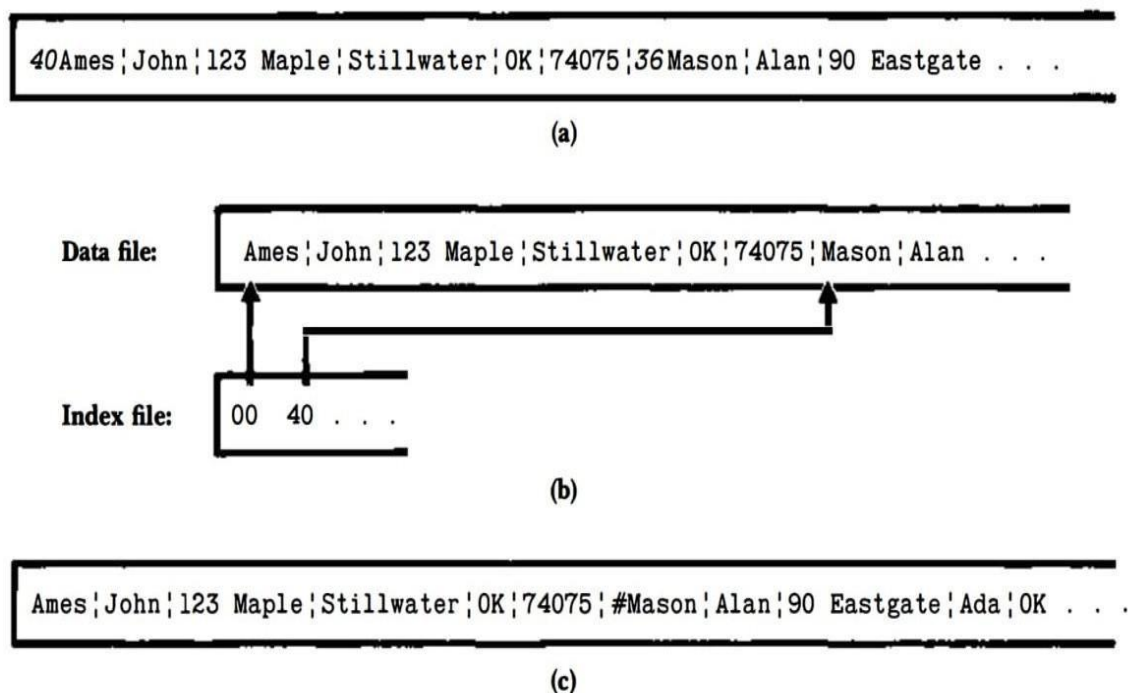 40Ames¦John¦123 Maple¦Stillwater¦OK¦74075¦36Mason¦Alan¦90 Eastgate . . .
(a)
Data file:
Ames¦John¦123 Maple¦Stillwater¦OK¦74075¦Mason¦Alan . . .
Index file:
00 40 . . .
(b)
Ames¦John¦123 Maple¦Stillwater¦OK¦74075¦#Mason¦Alan¦90 Eastgate¦Ada¦OK . . .
(c)